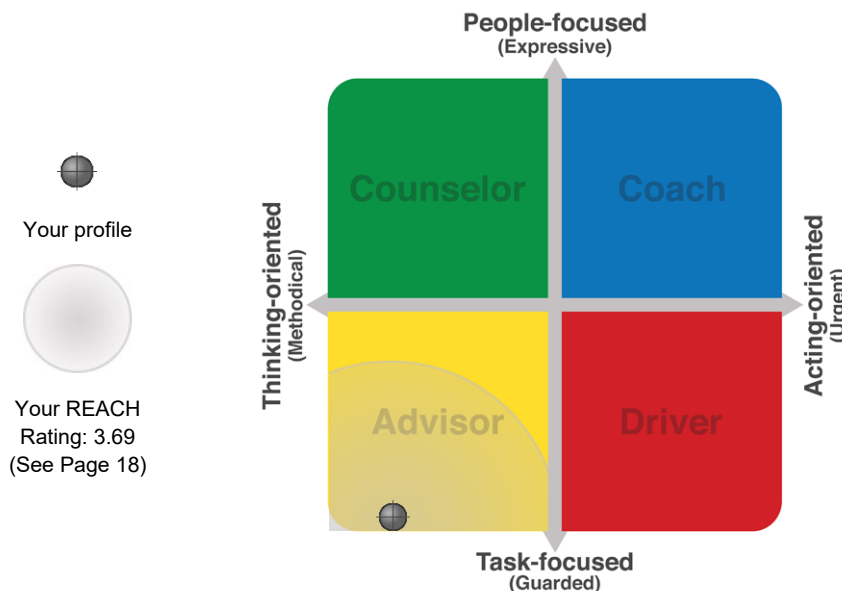 People-focused
(Expressive)
Counselor
Coach
Your profile
Thinking-oriented
(Methodical)
Acting-oriented
(Urgent)
Your REACH
Rating: 3.69
(See Page 18)
Advisor
Driver
Task-focused
(Guarded)